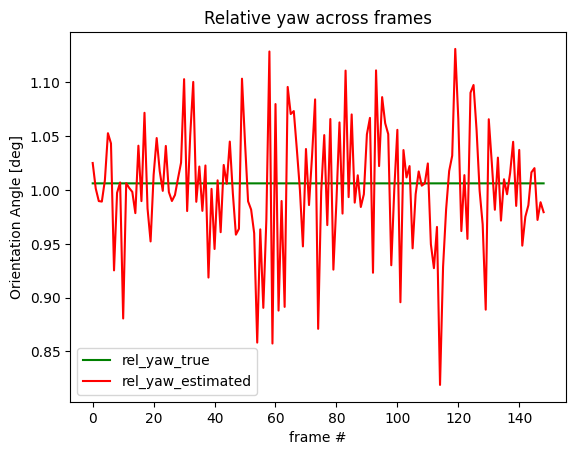 Relative yaw across frames
Orientation Angle [deg]
1.10
1.05
1.00
0.95
0.90
0.85
rel_yaw_true
rel_yaw_estimated
0 20 40 60 80 100 120 140
frame #